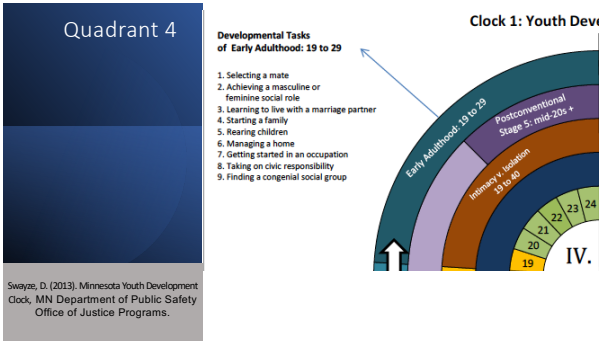 Quadrant 4
Swayze, D. (2013). Minnesota Youth Development
Clock, MN Department of Public Safety
Office of Justice Programs.
Developmental Tasks
of Early Adulthood: 19 to 29
1. Selecting a mate
2. Achieving a masculine or
feminine social role
3. Learning to live with a marriage partner
4. Starting a family
5. Rearing children
6. Managing a home
7. Getting started in an occupation
8. Taking on civic responsibility
9. Finding a congenial social group
Clock 1: Youth Deve
Early Adulthood: 19 to 29
Postconventional
Stage 5: mid-20s +
Intimacy v. Isolation
19 to 40
19
20
21
22
23
24
IV.